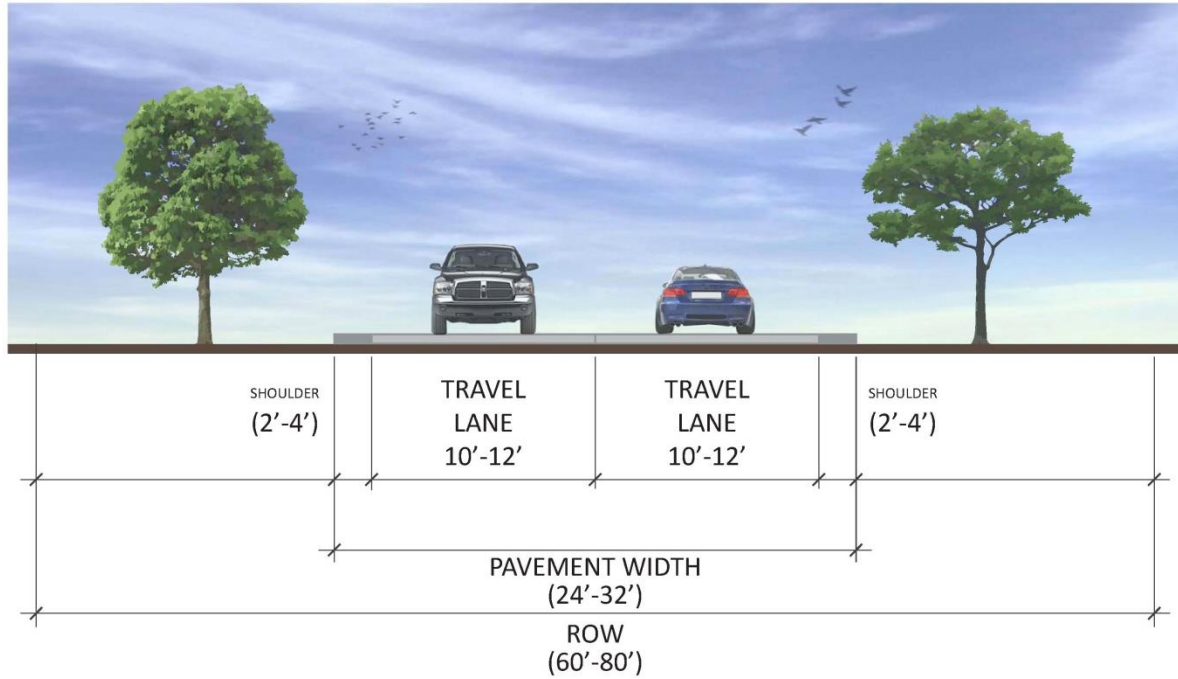 SHOULDER
(2’-4’)
TRAVEL
LANE
10’-12’
TRAVEL
LANE
10’-12’
SHOULDER
(2’-4’)
PAVEMENT WIDTH
(24’-32’)
ROW
(60’-80’)